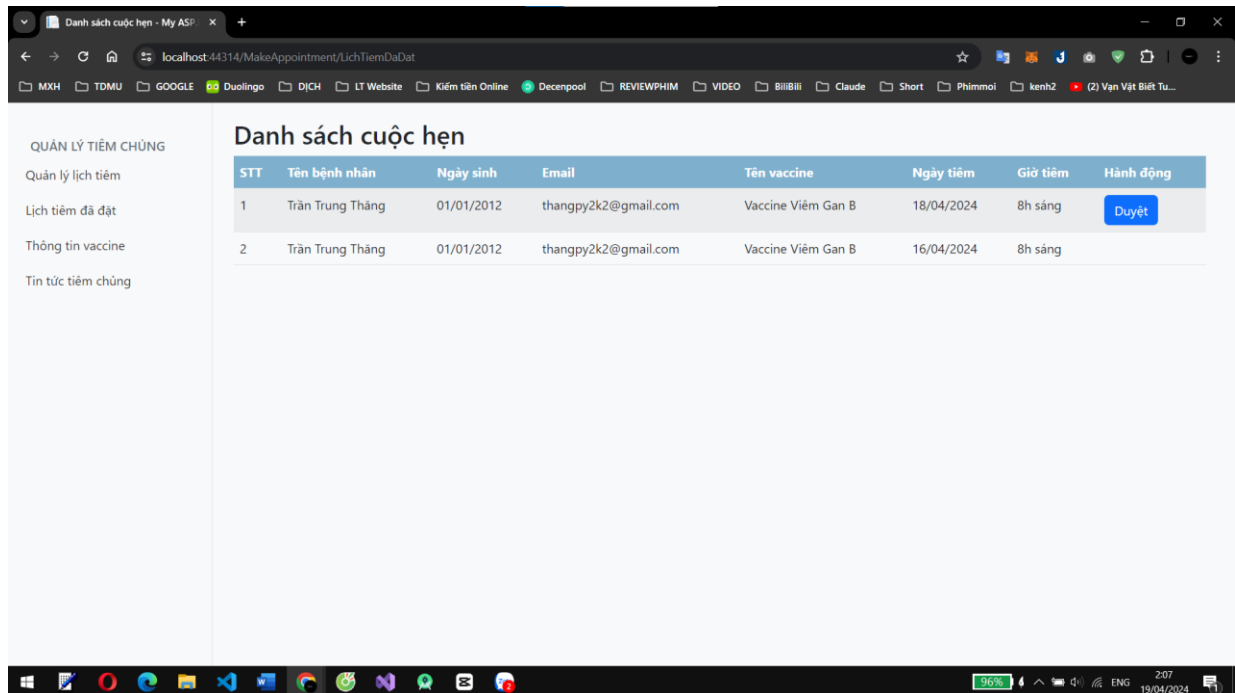 Danh sách cuộc hẹn - My ASP.
localhost:44314/MakeAppointment/LichTiemDaDat
MXH TDMU GOOGLE Duolingo DỊCH LT Website Kiếm tiền Online Decenpool REVIEWPHIM VIDEO BiliBili Claude Short Phimmoi kenh2 (2) Vạn Vật Biết Tu...
QUẢN LÝ TIÊM CHỦNG
Quản lý lịch tiêm
Lịch tiêm đã đặt
Thông tin vaccine
Tin tức tiêm chủng
Danh sách cuộc hẹn
STT Tên bệnh nhân Ngày sinh Email Tên vaccine Ngày tiêm Giờ tiêm Hành động
1 Trần Trung Thăng 01/01/2012 thangpy2k2@gmail.com Vaccine Viêm Gan B 18/04/2024 8h sáng Duyệt
2 Trần Trung Thăng 01/01/2012 thangpy2k2@gmail.com Vaccine Viêm Gan B 16/04/2024 8h sáng
96% ENG 2:07
19/04/2024